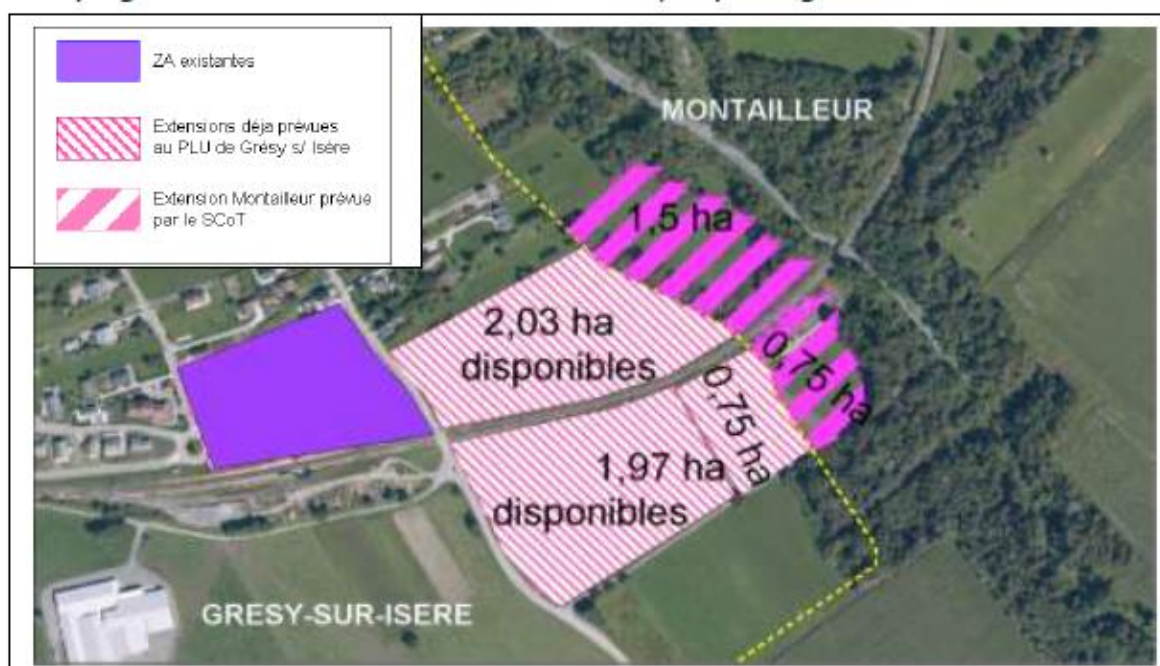 ZA existantes
Extensions déja prévues
au PLU de Grésy s/ Isère
Extension Montailleur prévue
par le SCoT
MONTAILLEUR
1,5 ha
2,03 ha
disponibles
0,75 ha
0,75 ha
1,97 ha
disponibles
GRESY-SUR-ISERE